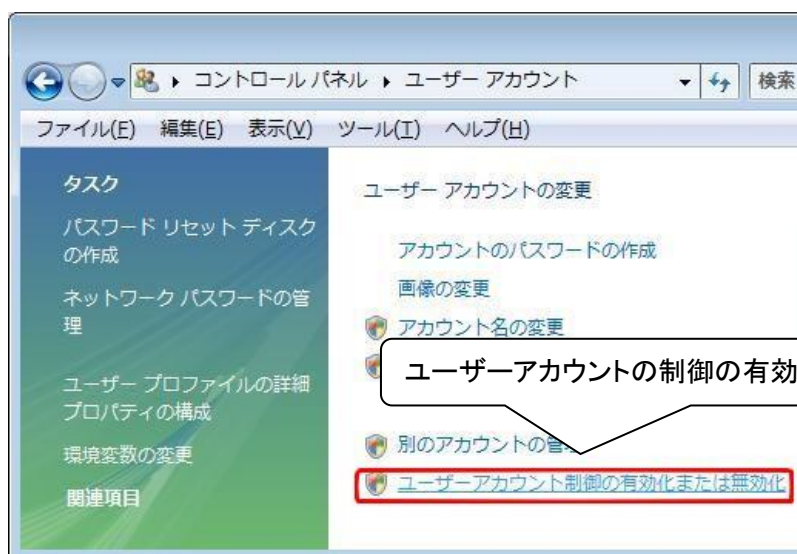 コントロール パネル ▸ ユーザー アカウント
検索
ファイル(F) 編集(E) 表示(V) ツール(T) ヘルプ(H)
タスク
パスワード リセット ディスク
の作成
ネットワーク パスワードの管
理
ユーザー プロファイルの詳細
プロパティの構成
環境変数の変更
関連項目
ユーザー アカウントの変更
アカウントのパスワードの作成
画像の変更
アカウント名の変更
ユーザーアカウントの制御の有効
別のアカウントの管
ユーザーアカウント制御の有効化または無効化